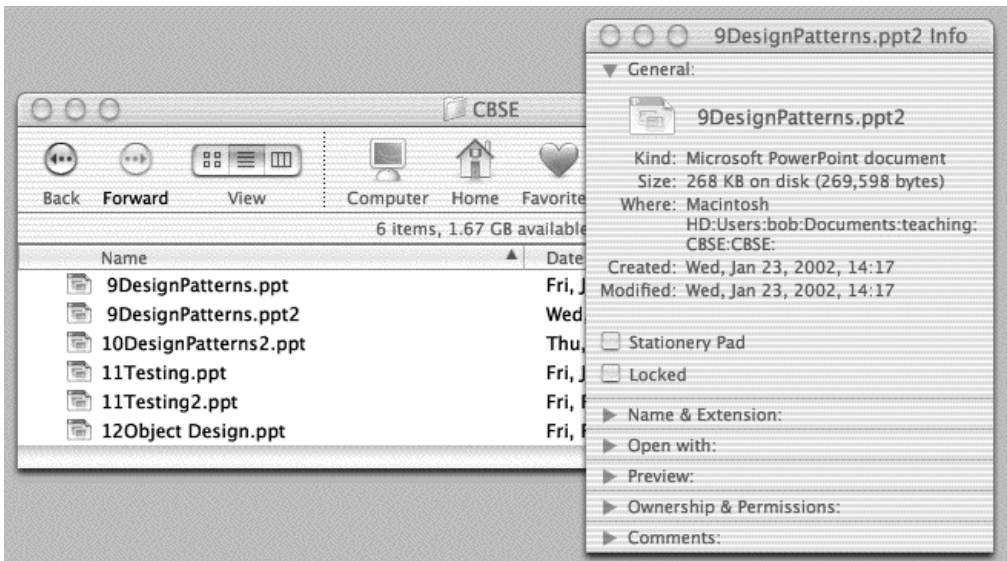 CBSE
Back Forward View Computer Home Favorite
6 items, 1.67 GB available
Name Date
9DesignPatterns.ppt Fri, J
9DesignPatterns.ppt2 Wed,
10DesignPatterns2.ppt Thu,
11Testing.ppt Fri, J
11Testing2.ppt Fri, F
12Object Design.ppt Fri, F
9DesignPatterns.ppt2 Info
General:
9DesignPatterns.ppt2
Kind: Microsoft PowerPoint document
Size: 268 KB on disk (269,598 bytes)
Where: Macintosh
HD:Users:bob:Documents:teaching:
CBSE:CBSE:
Created: Wed, Jan 23, 2002, 14:17
Modified: Wed, Jan 23, 2002, 14:17
Stationery Pad
Locked
Name & Extension:
Open with:
Preview:
Ownership & Permissions:
Comments: